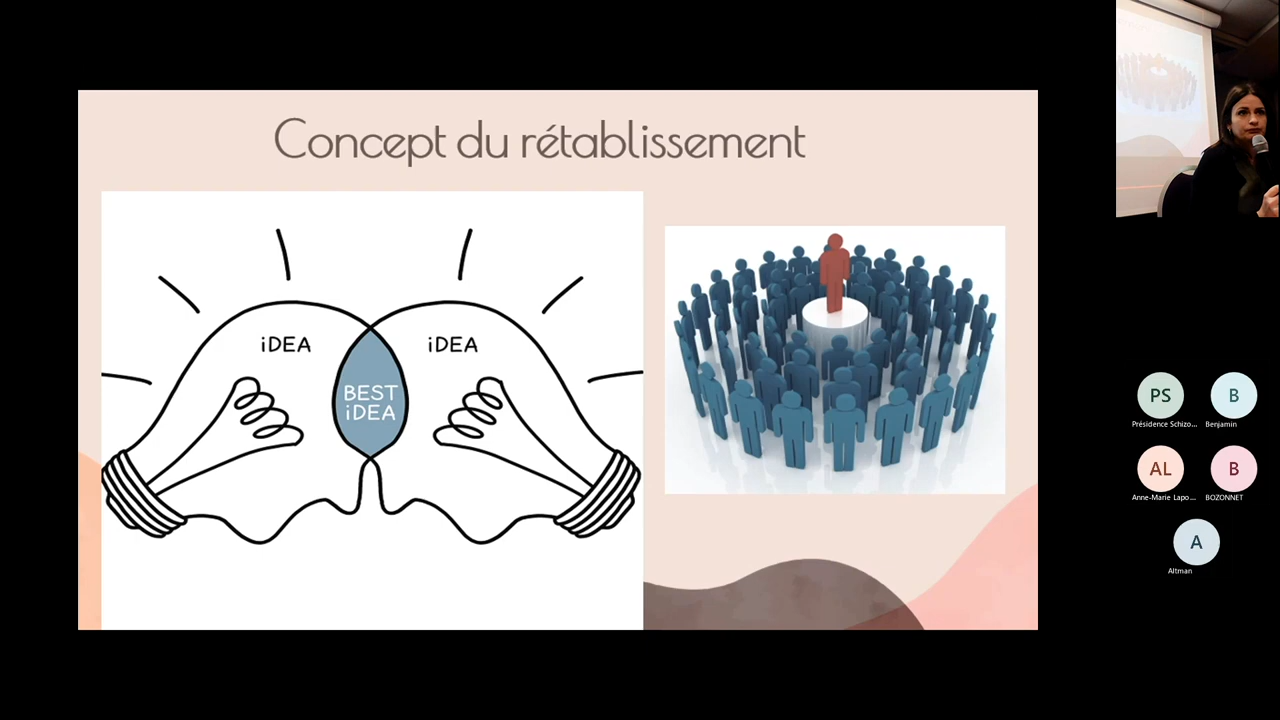 Concept du rétablissement
iDEA
iDEA
BEST
iDEA
PS
B
Présidence Schizo...
Benjamin
AL
B
Anne-Marie Lapo...
BOZONNET
A
Altman